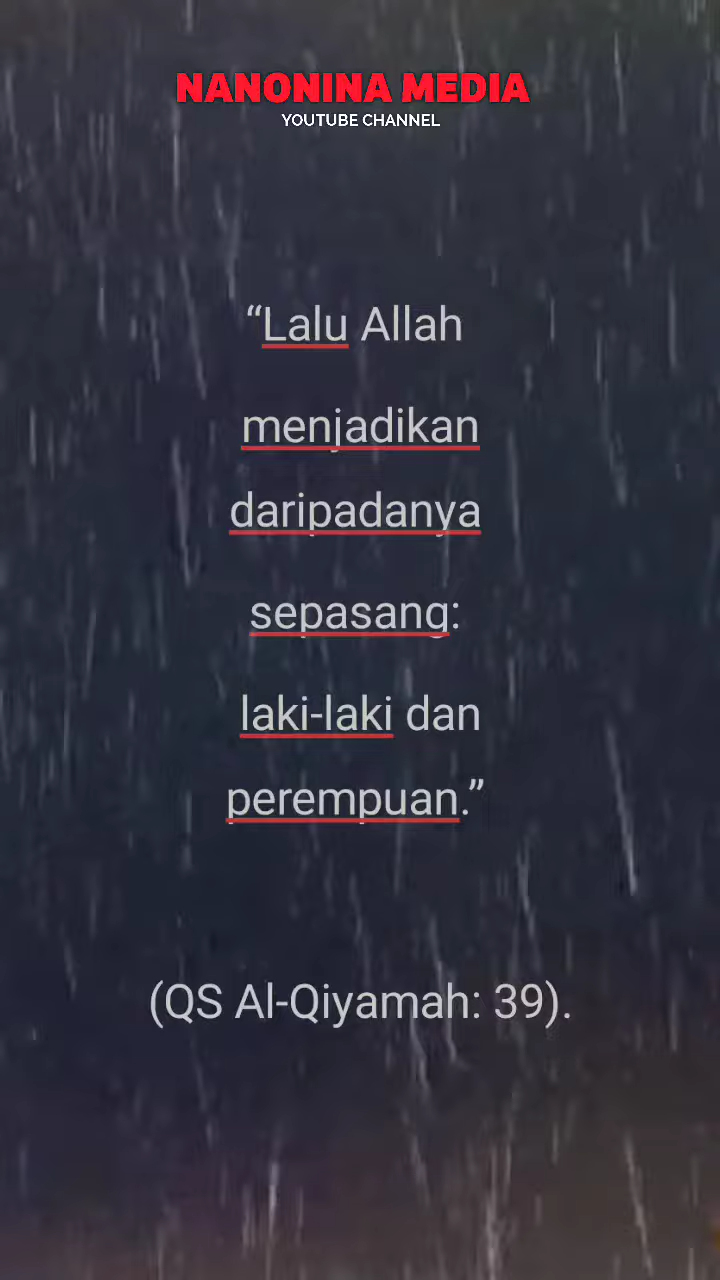 NANONINA MEDIA
YOUTUBE CHANNEL
“Lalu Allah
menjadikan
daripadanya
sepasang:
laki-laki dan
perempuan.”
(QS Al-Qiyamah: 39).